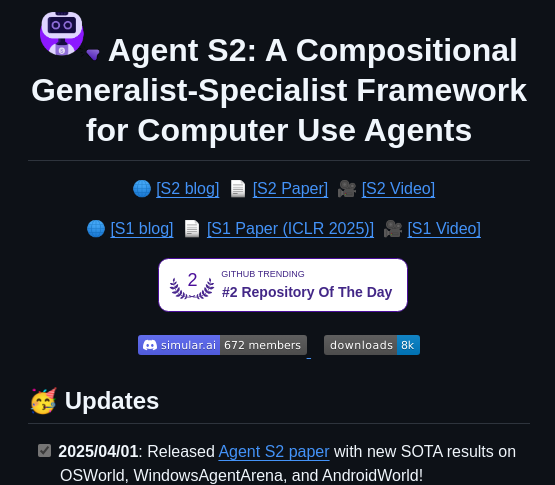 Agent S2: A Compositional
Generalist-Specialist Framework
for Computer Use Agents
[S2 blog] [S2 Paper] [S2 Video]
[S1 blog] [S1 Paper (ICLR 2025)] [S1 Video]
2
GITHUB TRENDING
#2 Repository Of The Day
simular.ai 672 members downloads 8k
Updates
2025/04/01: Released Agent S2 paper with new SOTA results on
OSWorld, WindowsAgentArena, and AndroidWorld!